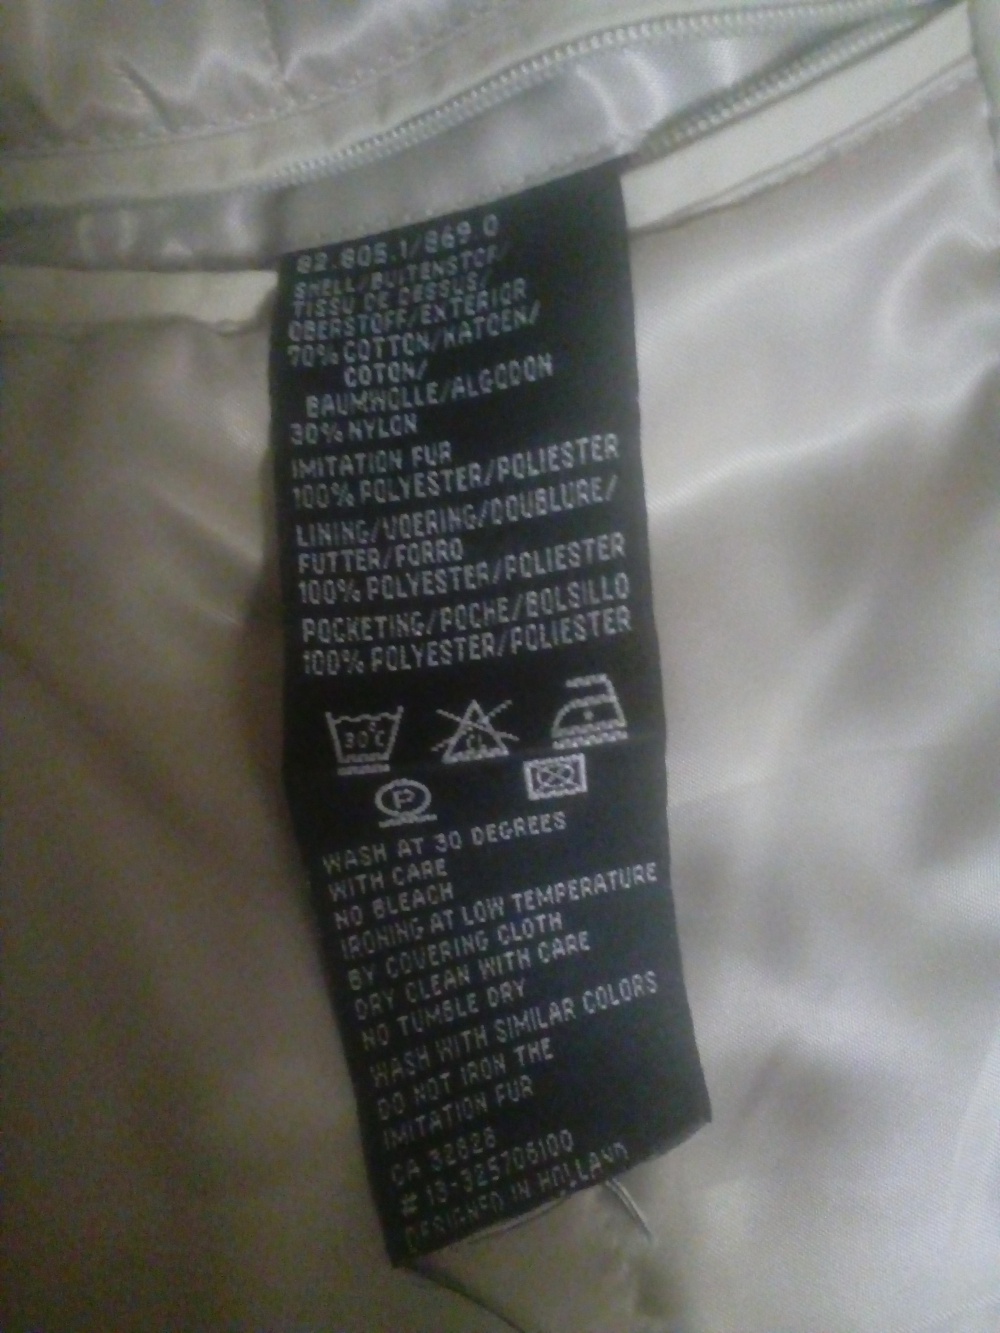 82.805.1/869.0
SHELL/BUITENSTOF/
TISSU DE DESSUS/
OBERSTOFF/EXTERIOR
70% COTTON/KATOEN/
COTON/
BAUMWOLLE/ALGODON
30% NYLON
IMITATION FUR
100% POLYESTER/POLIESTER
LINING/VOERING/DOUBLURE/
FUTTER/FORRO
100% POLYESTER/POLIESTER
POCKETING/POCHE/BOLSILLO
100% POLYESTER/POLIESTER
30°C CL
P
WASH AT 30 DEGREES
WITH CARE
NO BLEACH
IRONING AT LOW TEMPERATURE
BY COVERING CLOTH
DRY CLEAN WITH CARE
NO TUMBLE DRY
WASH WITH SIMILAR COLORS
DO NOT IRON THE
IMITATION FUR
CA 32628
# 13-325706100
DESIGNED IN HOLLAND